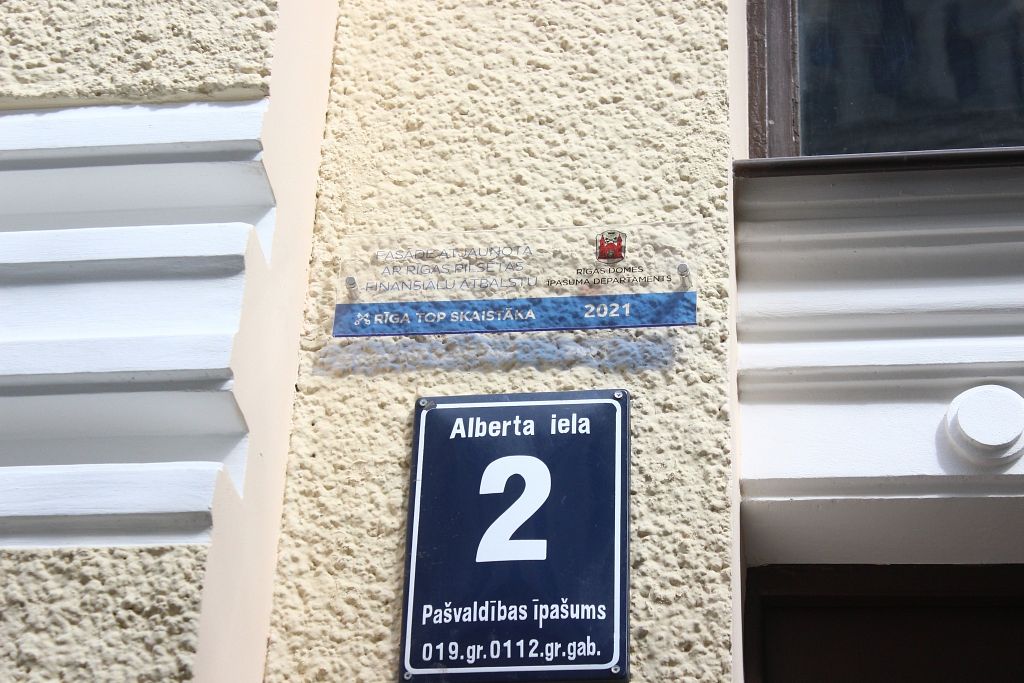 FASĀDE ATJAUNOTA
AR RĪGAS PILSĒTAS
FINANSIĀLU ATBALSTU
RĪGAS DOMES
ĪPAŠUMA DEPARTAMENTS
RĪGA TOP SKAISTĀKA 2021
Alberta iela
2
Pašvaldības īpašums
019.gr.0112.gr.gab.